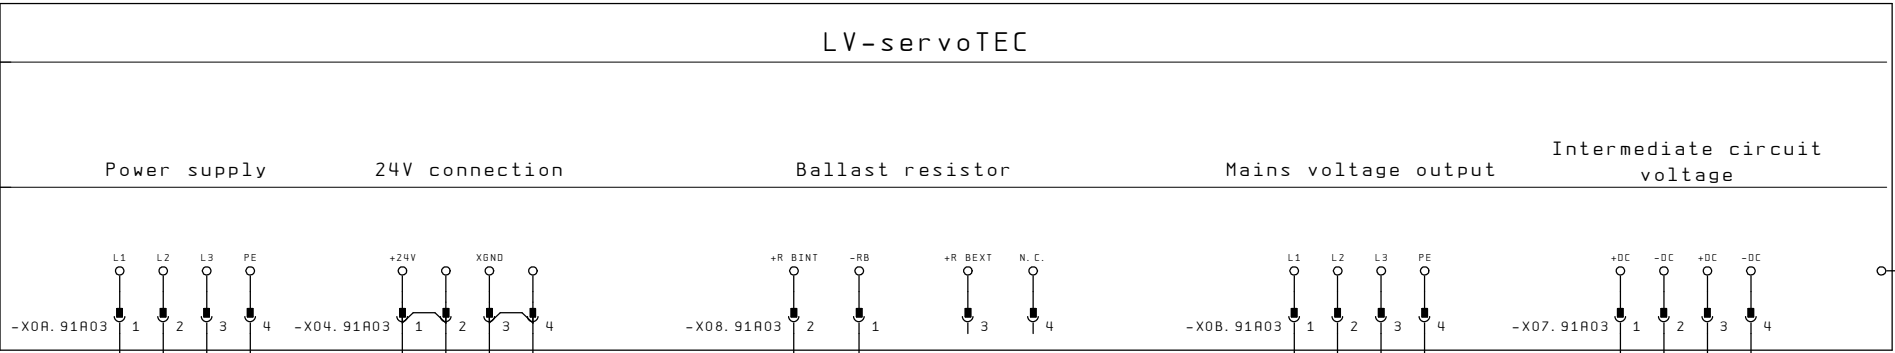 LV-servoTEC
Power supply 24V connection Ballast resistor Mains voltage output Intermediate circuit
voltage
L1 L2 L3 PE +24V XGND +R BINT -RB +R BEXT N.C. L1 L2 L3 PE +DC -DC +DC -DC
-X0A.91A03 1 2 3 4 -X04.91A03 1 2 3 4 -X08.91A03 2 1 3 4 -X0B.91A03 1 2 3 4 -X07.91A03 1 2 3 4